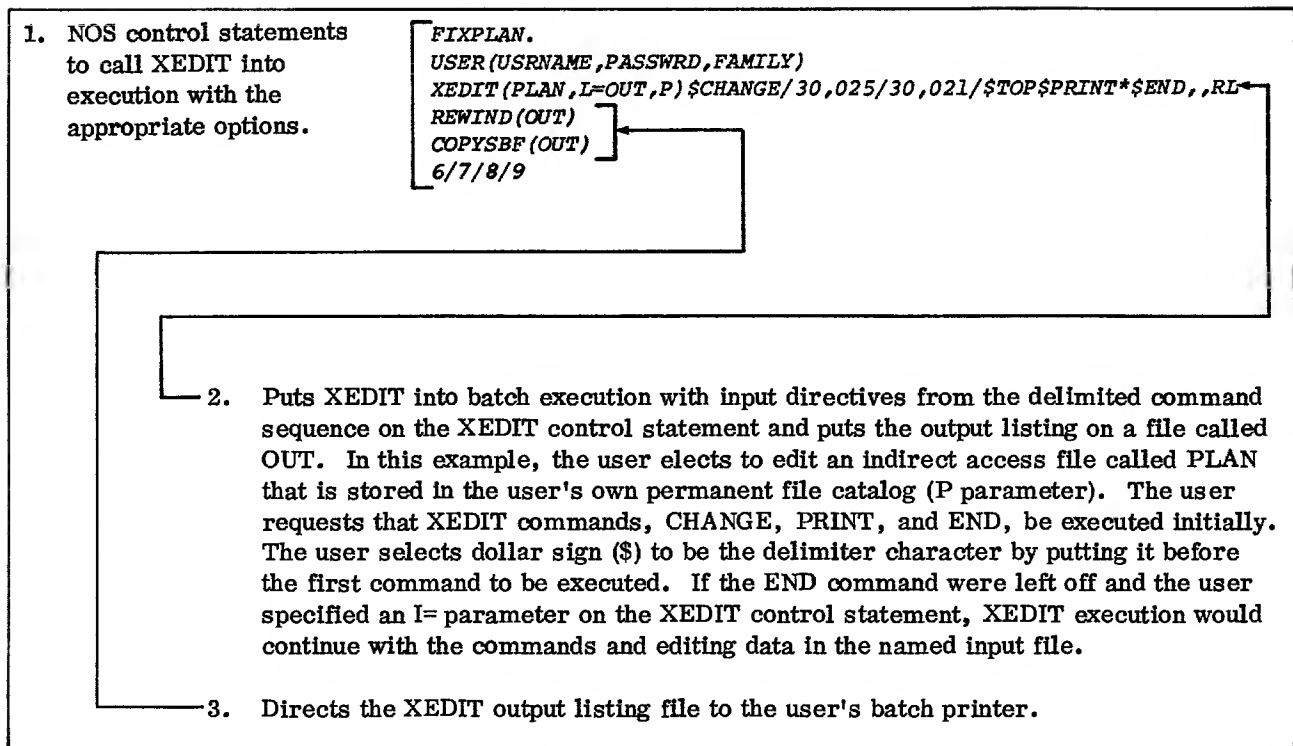 1. NOS control statements
to call XEDIT into
execution with the
appropriate options.
FIXPLAN.
USER(USRNAME,PASSWRD,FAMILY)
XEDIT(PLAN,L=OUT,P)$CHANGE/30,025/30,021/$TOP$PRINT*$END,,RL
REWIND(OUT)
COPYSBF(OUT)
6/7/8/9
2. Puts XEDIT into batch execution with input directives from the delimited command
sequence on the XEDIT control statement and puts the output listing on a file called
OUT. In this example, the user elects to edit an indirect access file called PLAN
that is stored in the user's own permanent file catalog (P parameter). The user
requests that XEDIT commands, CHANGE, PRINT, and END, be executed initially.
The user selects dollar sign ($) to be the delimiter character by putting it before
the first command to be executed. If the END command were left off and the user
specified an I= parameter on the XEDIT control statement, XEDIT execution would
continue with the commands and editing data in the named input file.
3. Directs the XEDIT output listing file to the user's batch printer.